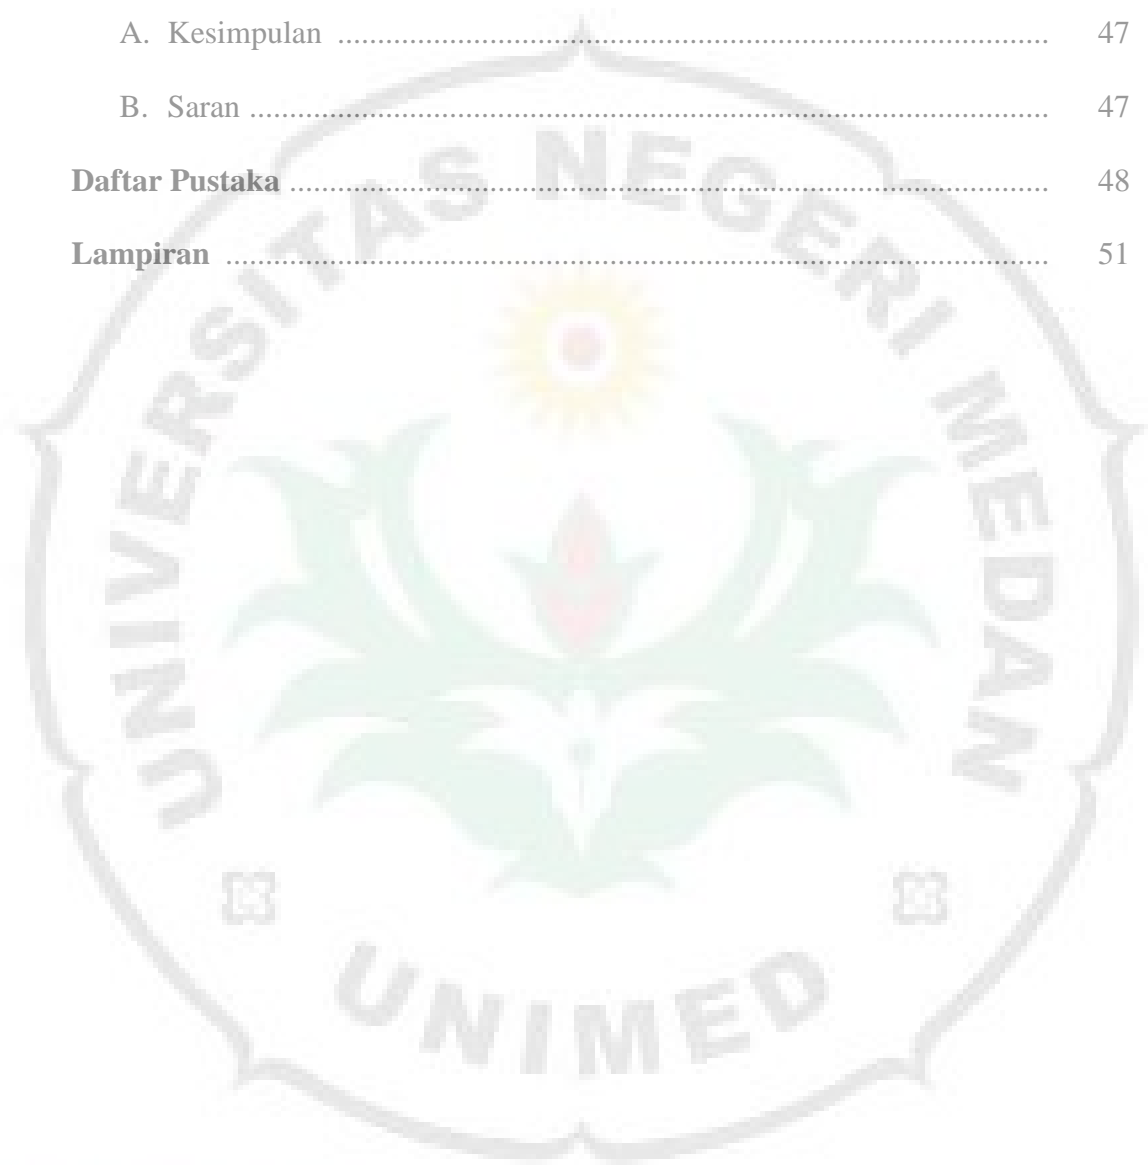 A. Kesimpulan ........................................................................................................... 47
B. Saran ........................................................................................................................ 47
Daftar Pustaka ................................................................................................................. 48
Lampiran ........................................................................................................................... 51
UNIVERSITAS NEGERI MEDAN
UNIMED